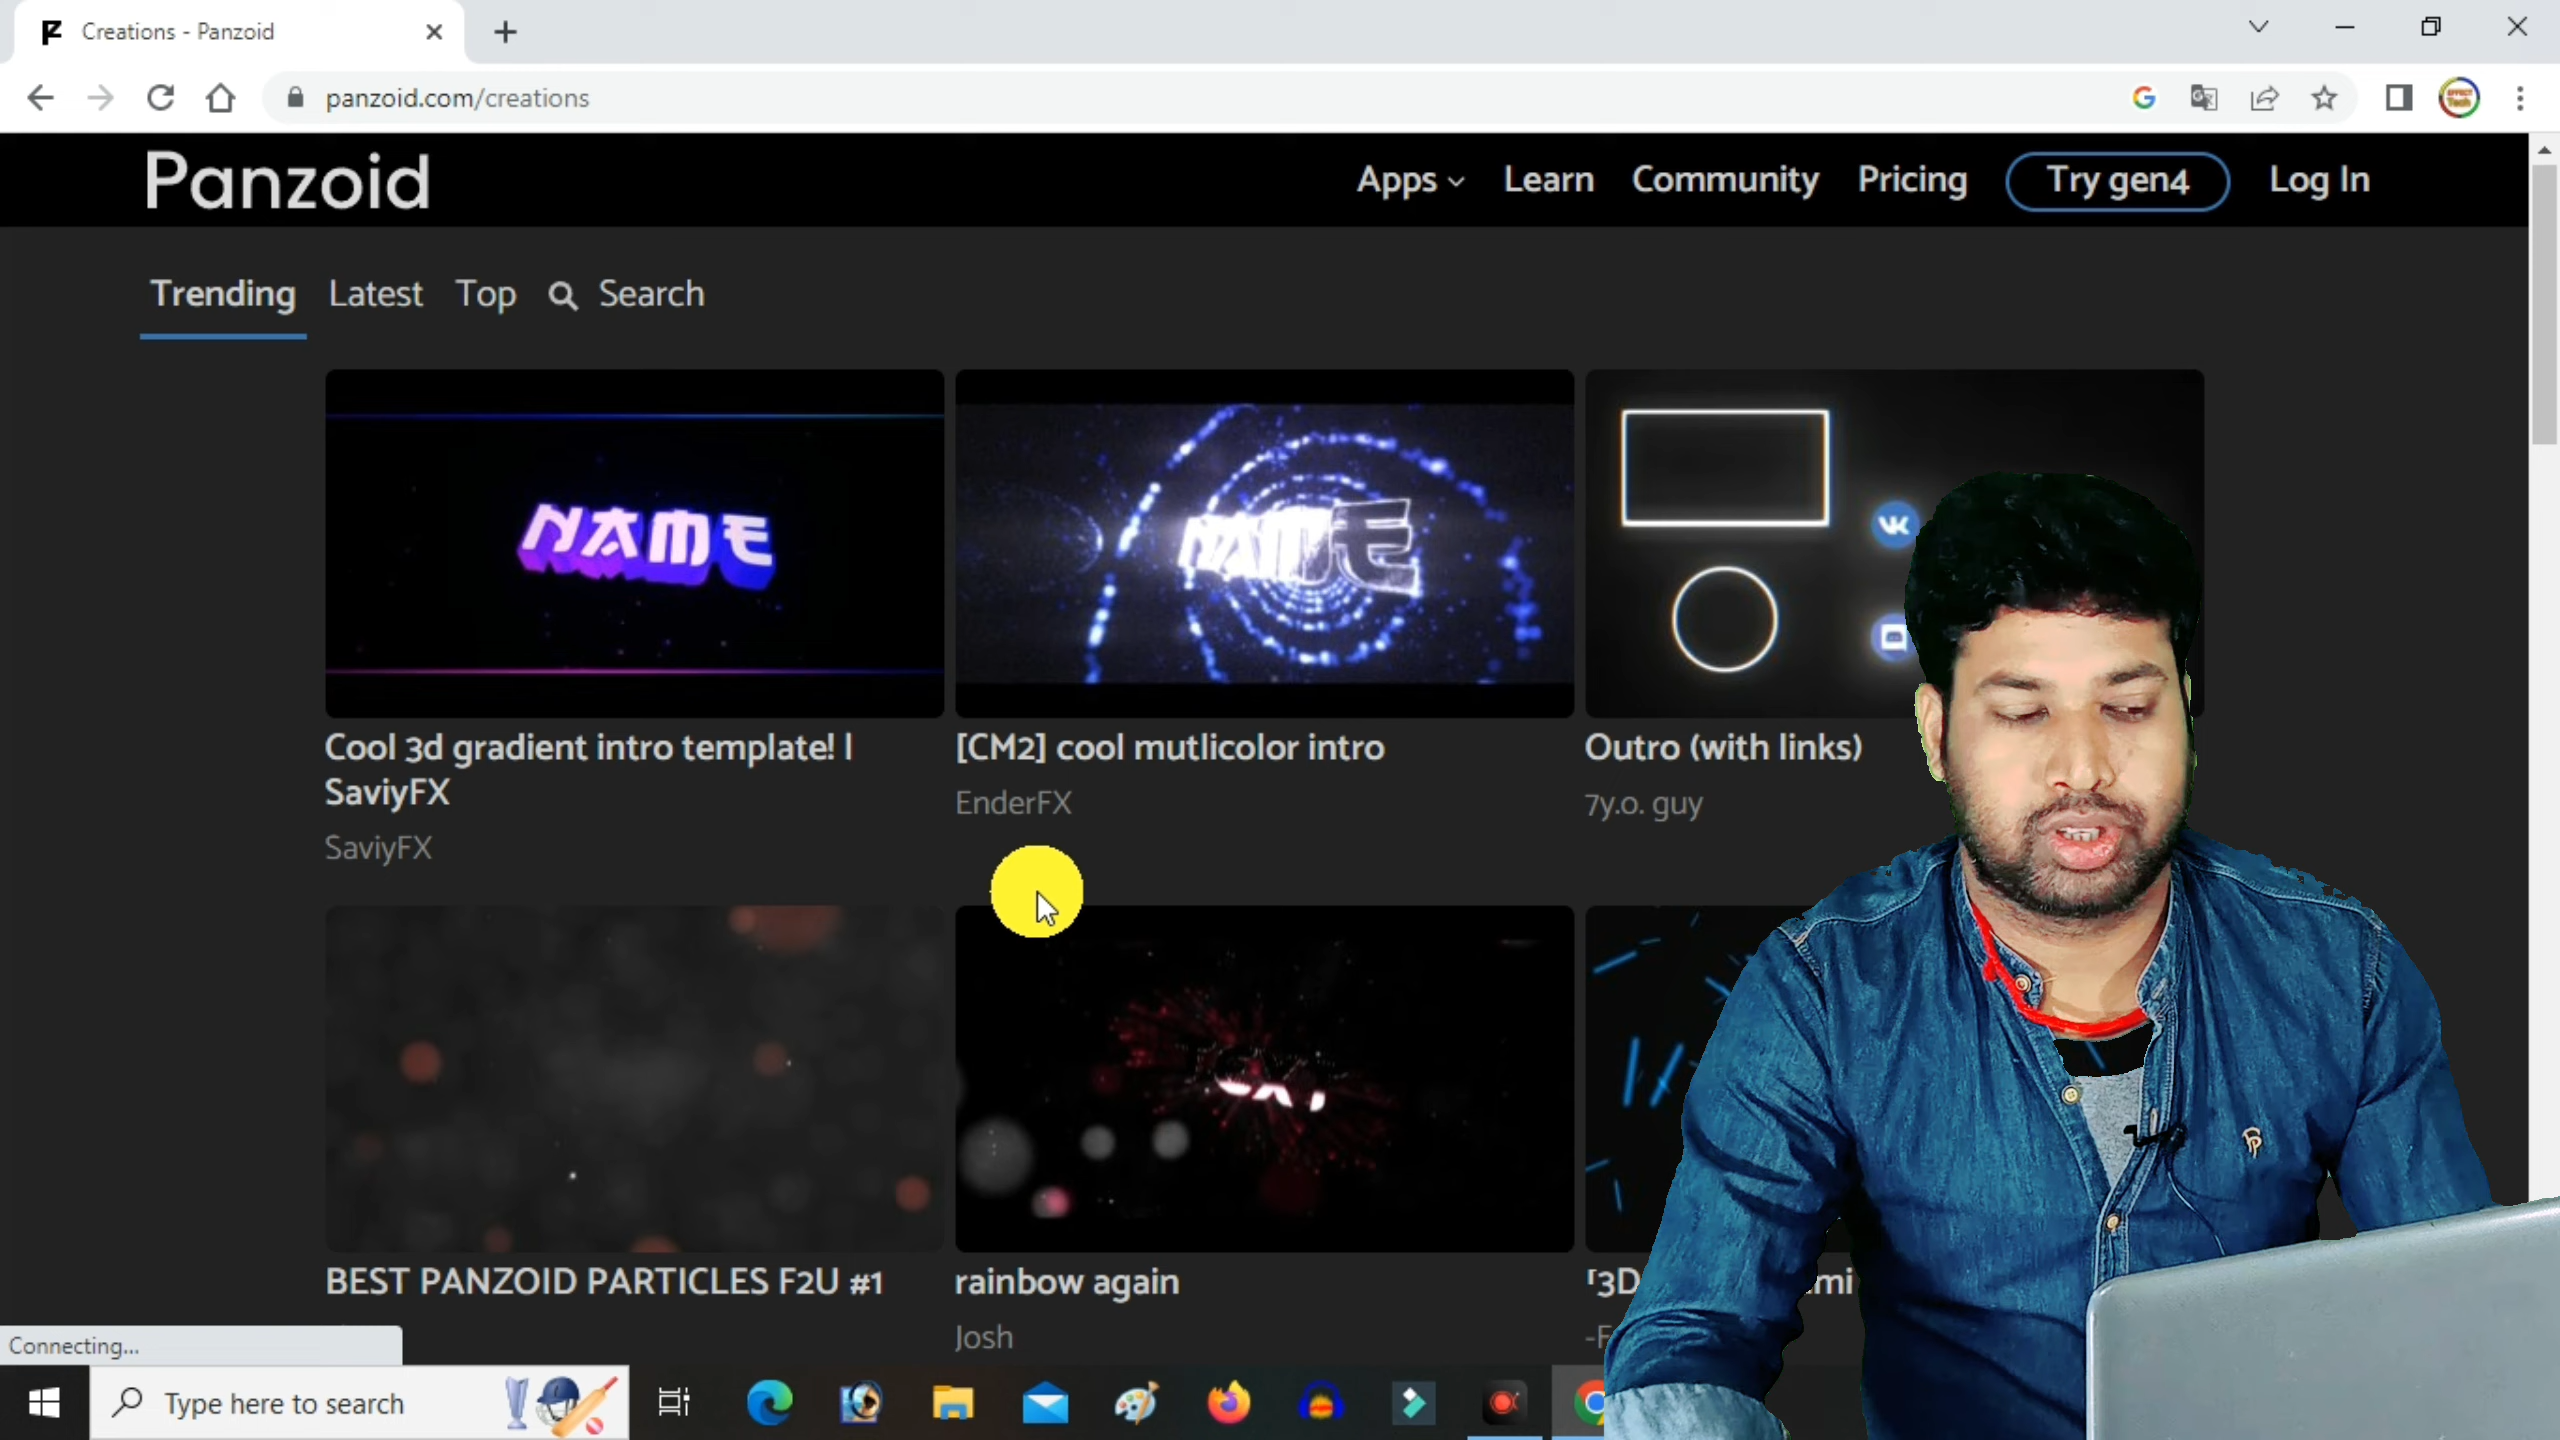 Creations - Panzoid
panzoid.com/creations
Panzoid
Apps Learn Community Pricing Try gen4 Log In
Trending Latest Top Search
NAME
NAME
Cool 3d gradient intro template! |
SaviyFX
SaviyFX
[CM2] cool mutlicolor intro
EnderFX
Outro (with links)
7y.o. guy
BEST PANZOID PARTICLES F2U #1
rainbow again
Josh
Connecting...
Type here to search